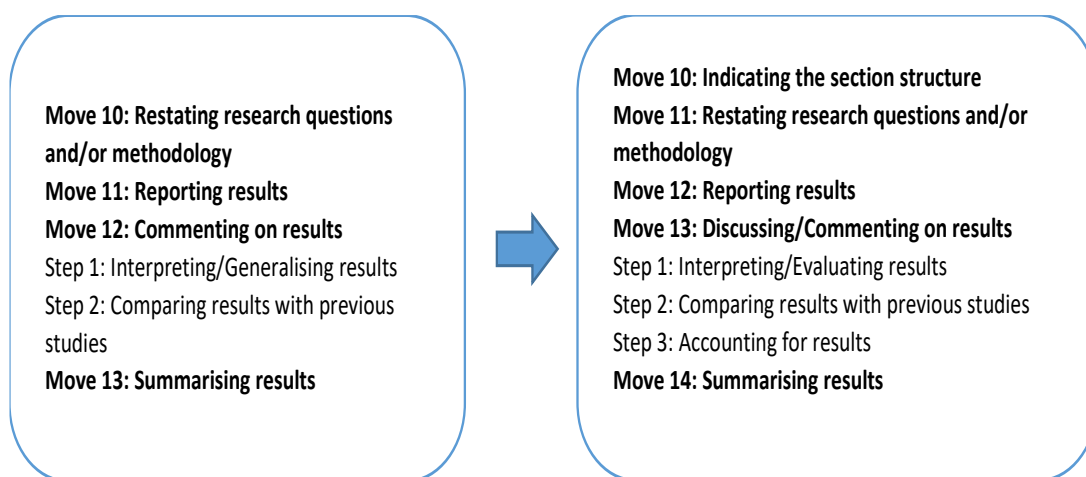 Move 10: Restating research questions
and/or methodology
Move 11: Reporting results
Move 12: Commenting on results
Step 1: Interpreting/Generalising results
Step 2: Comparing results with previous
studies
Move 13: Summarising results
Move 10: Indicating the section structure
Move 11: Restating research questions and/or
methodology
Move 12: Reporting results
Move 13: Discussing/Commenting on results
Step 1: Interpreting/Evaluating results
Step 2: Comparing results with previous studies
Step 3: Accounting for results
Move 14: Summarising results